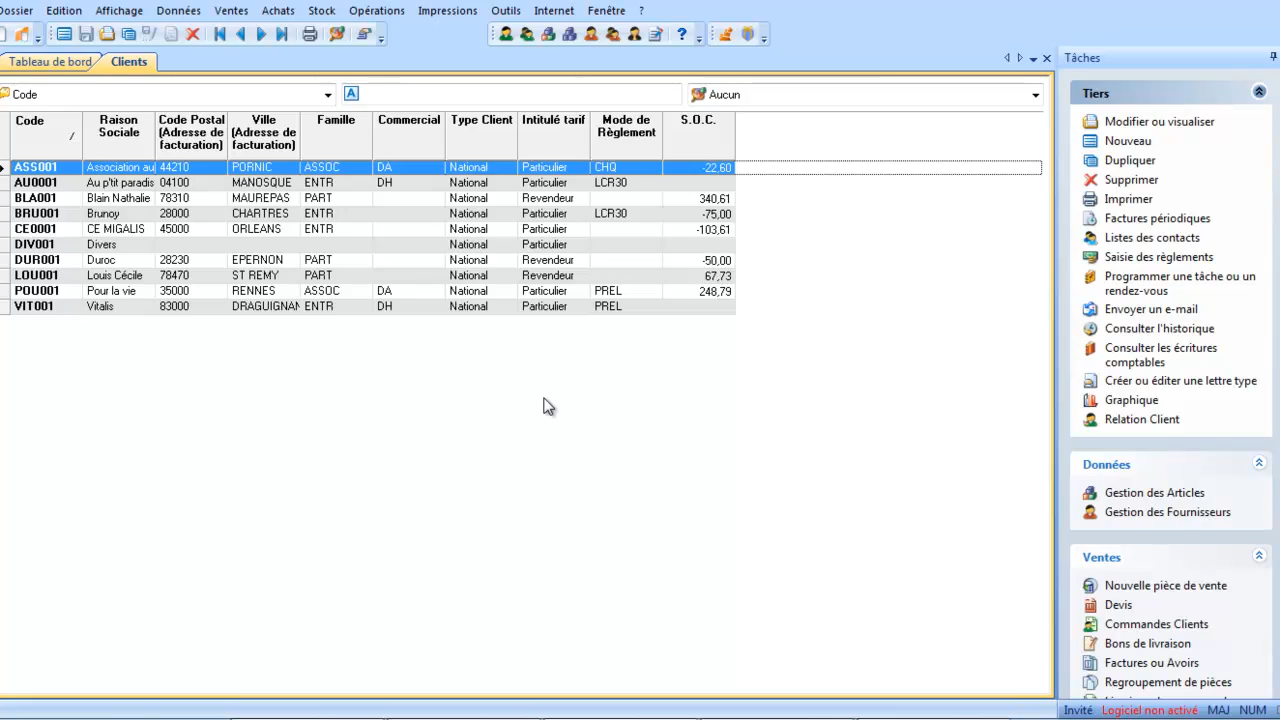 Dossier Edition Affichage Données Ventes Achats Stock Opérations Impressions Outils Internet Fenêtre ?
Tableau de bord Clients
Code Aucun
Code Raison Sociale Code Postal (Adresse de facturation) Ville (Adresse de facturation) Famille Commercial Type Client Intitulé tarif Mode de Règlement S.O.C.
ASS001 Association au 44210 PORNIC ASSOC DA National Particulier CHQ -22,60
AU0001 Au p'tit paradis 04100 MANOSQUE ENTR DH National Particulier LCR30
BLA001 Blain Nathalie 78310 MAUREPAS PART National Revendeur 340,61
BRU001 Brunoy 28000 CHARTRES ENTR National Particulier LCR30 -75,00
CE0001 CE MIGALIS 45000 ORLEANS ENTR National Particulier -103,61
DIV001 Divers National Particulier
DUR001 Duroc 28230 EPERNON PART National Revendeur -50,00
LOU001 Louis Cécile 78470 ST REMY PART National Revendeur 67,73
POU001 Pour la vie 35000 RENNES ASSOC DA National Particulier PREL 248,79
VIT001 Vitalis 83000 DRAGUIGNAN ENTR DH National Particulier PREL
Tâches
Tiers
Modifier ou visualiser
Nouveau
Dupliquer
Supprimer
Imprimer
Factures périodiques
Listes des contacts
Saisie des règlements
Programmer une tâche ou un
rendez-vous
Envoyer un e-mail
Consulter l'historique
Consulter les écritures
comptables
Créer ou éditer une lettre type
Graphique
Relation Client
Données
Gestion des Articles
Gestion des Fournisseurs
Ventes
Nouvelle pièce de vente
Devis
Commandes Clients
Bons de livraison
Factures ou Avoirs
Regroupement de pièces
Invité Logiciel non activé MAJ NUM